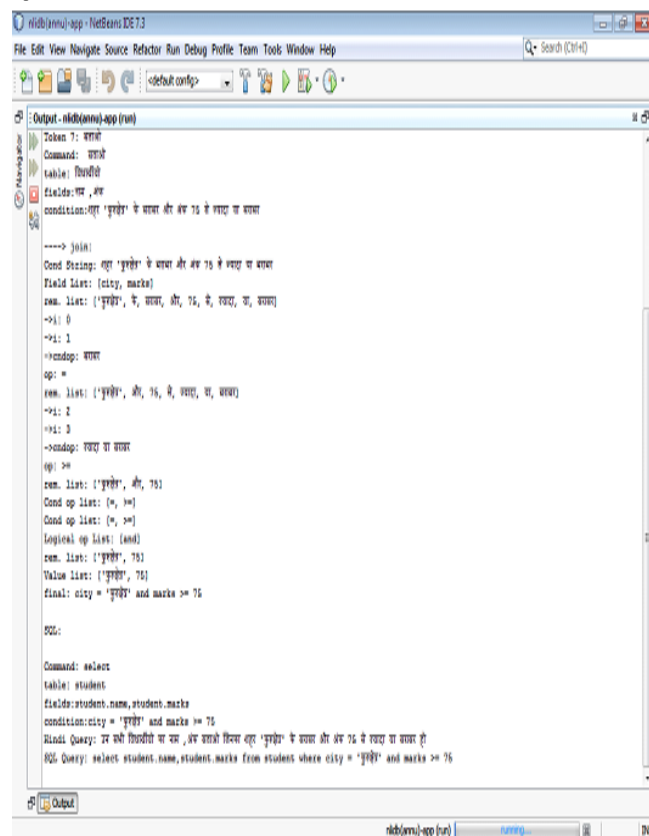 nlidb(annu)-app - NetBeans IDE 7.3
File Edit View Navigate Source Refactor Run Debug Profile Team Tools Window Help
Search (Ctrl+I)
<default config>
Output - nlidb(annu)-app (run)
Navigator
Token 7: बताओ
Command: बताओ
table: विद्यार्थीयो
fields:नाम ,अंक
condition:शहर 'कुरुक्षेत्र' के बराबर और अंक 75 से ज्यादा या बराबर
----> join:
Cond String: शहर 'कुरुक्षेत्र' के बराबर और अंक 75 से ज्यादा या बराबर
Field List: [city, marks]
rem. list: ['कुरुक्षेत्र', के, बराबर, और, 75, से, ज्यादा, या, बराबर]
->i: 0
->i: 1
->cndop: बराबर
op: =
rem. list: ['कुरुक्षेत्र', और, 75, से, ज्यादा, या, बराबर]
->i: 2
->i: 3
->cndop: ज्यादा या बराबर
op: >=
rem. list: ['कुरुक्षेत्र', और, 75]
Cond op list: [=, >=]
Cond op list: [=, >=]
Logical op List: [and]
rem. list: ['कुरुक्षेत्र', 75]
Value list: ['कुरुक्षेत्र', 75]
final: city = 'कुरुक्षेत्र' and marks >= 75
SQL:
Command: select
table: student
fields:student.name,student.marks
condition:city = 'कुरुक्षेत्र' and marks >= 75
Hindi Query: उन सभी विद्यार्थीयो का नाम ,अंक बताओ जिनका शहर 'कुरुक्षेत्र' के बराबर और अंक 75 से ज्यादा या बराबर हो
SQL Query: select student.name,student.marks from student where city = 'कुरुक्षेत्र' and marks >= 75
Output
nlidb(annu)-app (run) running...